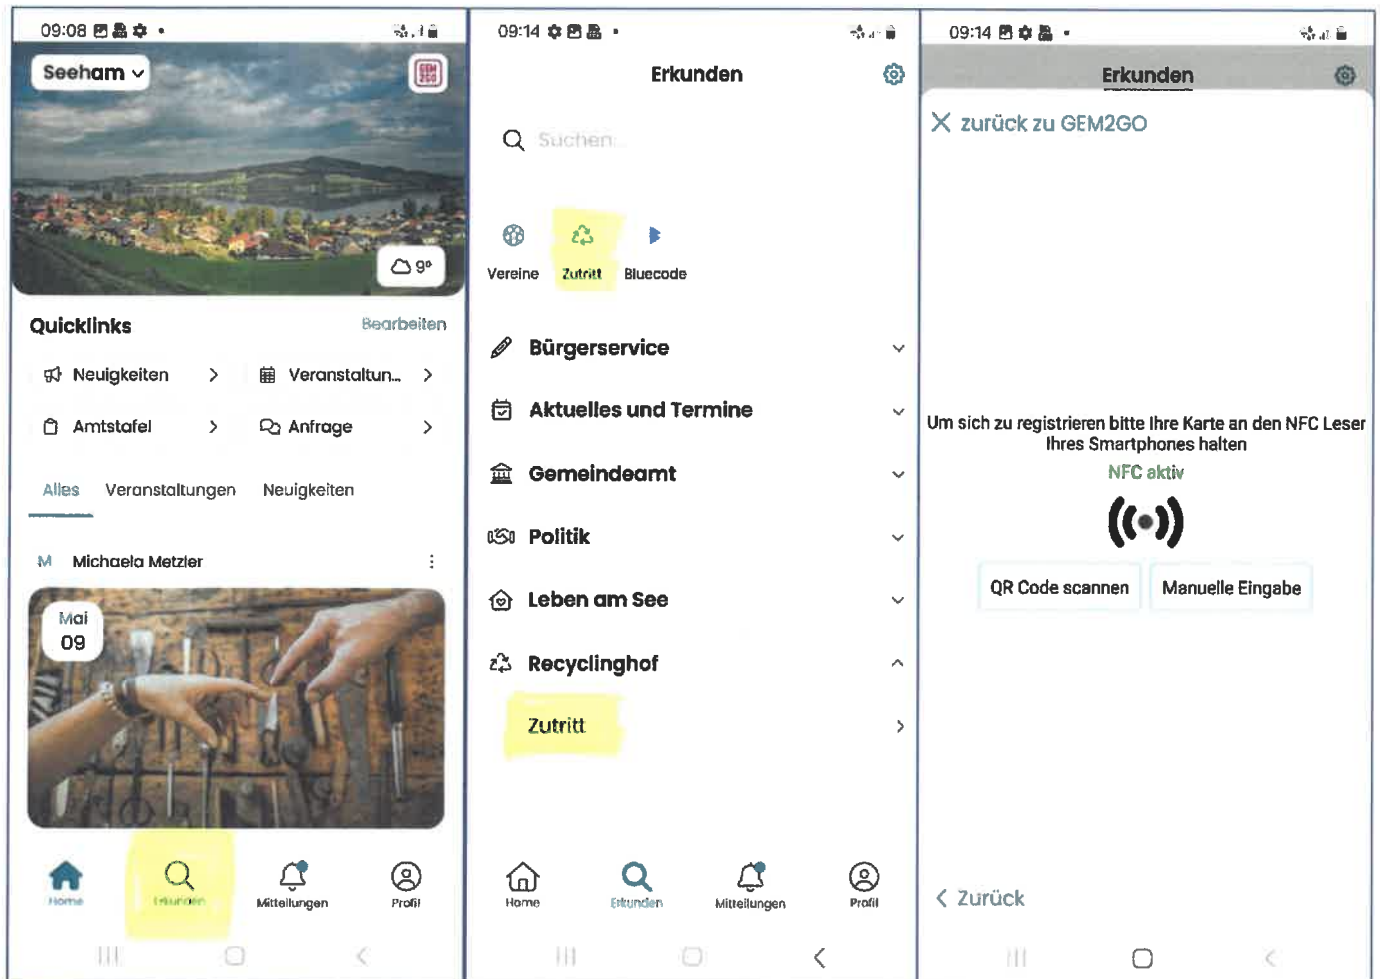 09:08
Seeham
GEM
2GO
9°
Quicklinks
Bearbeiten
Neuigkeiten
Veranstaltun...
Amtstafel
Anfrage
Alles
Veranstaltungen
Neuigkeiten
M
Michaela Metzler
Mai
09
Home
Erkunden
Mitteilungen
Profil
09:14
Erkunden
Suchen...
Vereine
Zutritt
Bluecode
Bürgerservice
Aktuelles und Termine
Gemeindeamt
Politik
Leben am See
Recyclinghof
Zutritt
Home
Erkunden
Mitteilungen
Profil
09:14
Erkunden
zurück zu GEM2GO
Um sich zu registrieren bitte Ihre Karte an den NFC Leser
Ihres Smartphones halten
NFC aktiv
QR Code scannen
Manuelle Eingabe
Zurück